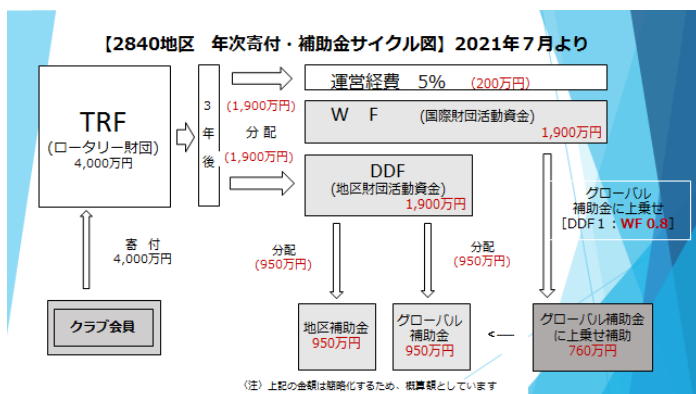 【2840地区 年次寄付・補助金サイクル図】2021年7月より
TRF
(ロータリー財団)
4,000万円
3
年
後
(1,900万円)
分 配
(1,900万円)
運営経費 5% (200万円)
W F (国際財団活動資金)
1,900万円
DDF
(地区財団活動資金)
1,900万円
グローバル
補助金に上乗せ
[DDF1:WF 0.8]
寄 付
4,000万円
分配
(950万円)
分配
(950万円)
クラブ会員
地区補助金
950万円
グローバル
補助金
950万円
グローバル補助金
に上乗せ補助
760万円
〈注〉上記の金額は簡略化するため、概算額としています